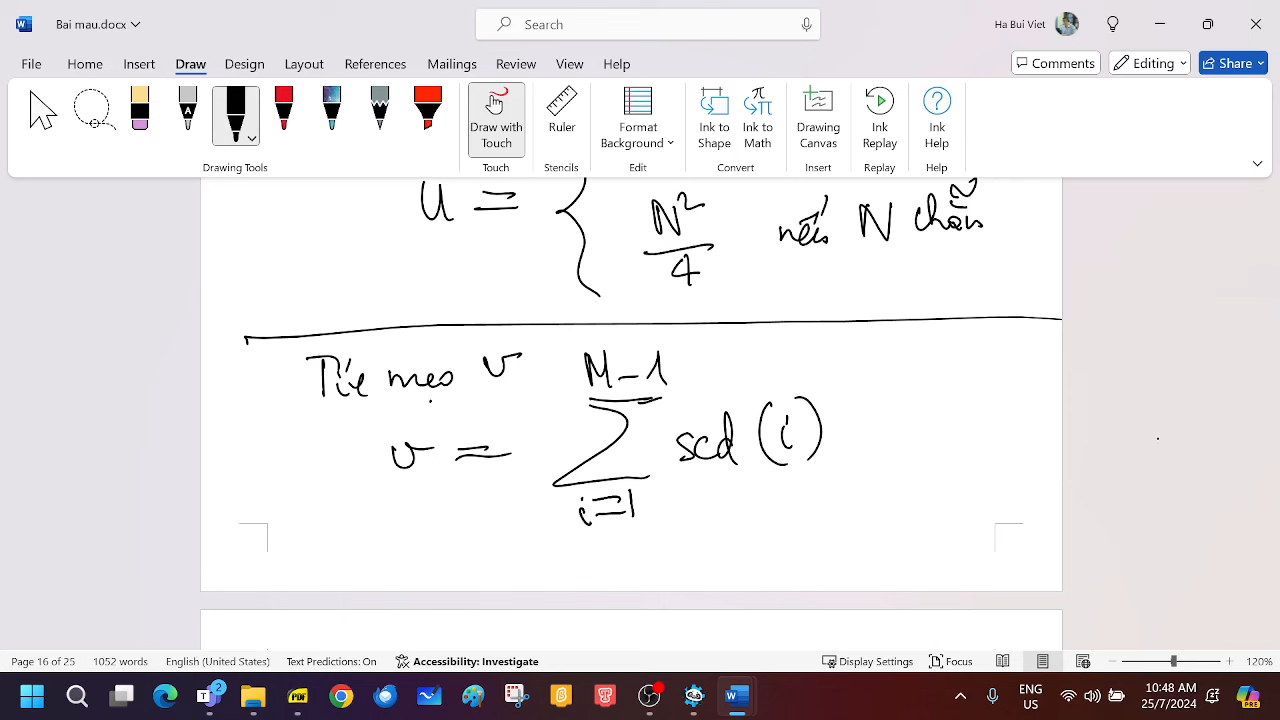 Bai mau.docx
Search
Ha Bui Viet
File Home Insert Draw Design Layout References Mailings Review View Help
Comments Editing Share
Draw with Touch
Ruler
Format Background
Ink to Shape
Ink to Math
Drawing Canvas
Ink Replay
Ink Help
Drawing Tools Touch Stencils Edit Convert Insert Replay Help
U = { N²/4 nếu N chẵn
mẹo v
v = ∑_{i=1}^{M-1} scd (i)
Page 16 of 25 1052 words English (United States) Text Prediction: On Accessibility: Investigate Display Settings Focus 120%
ENG 10:48 AM
US 25/7/2024